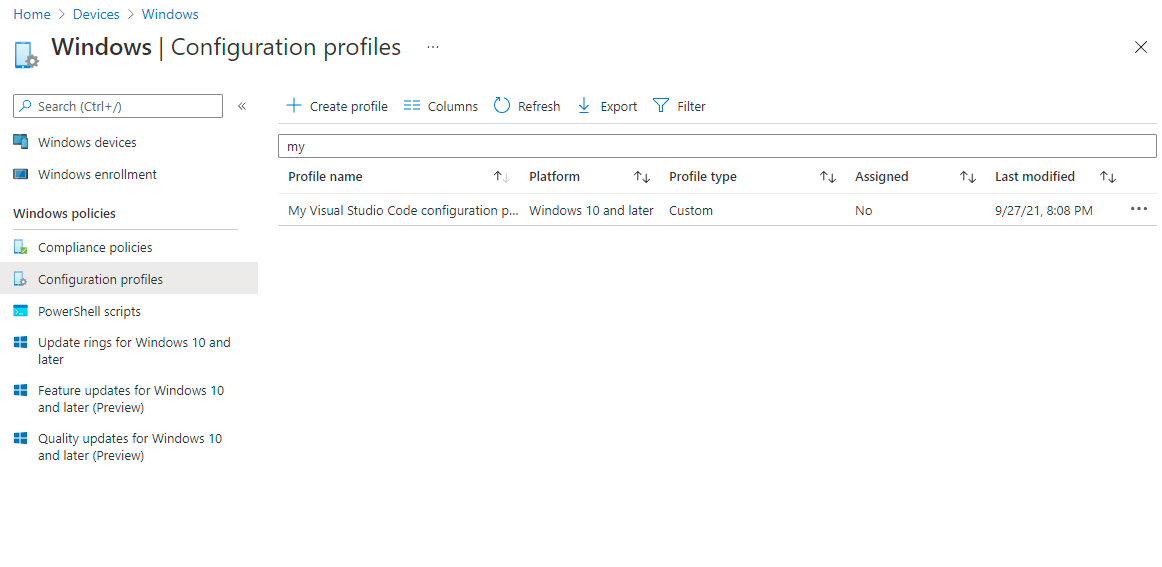 Home > Devices > Windows
Windows | Configuration profiles ...
Search (Ctrl+/) «
Windows devices
Windows enrollment
Windows policies
Compliance policies
Configuration profiles
PowerShell scripts
Update rings for Windows 10 and
later
Feature updates for Windows 10
and later (Preview)
Quality updates for Windows 10
and later (Preview)
Create profile Columns Refresh Export Filter
my
Profile name Platform Profile type Assigned Last modified
My Visual Studio Code configuration p... Windows 10 and later Custom No 9/27/21, 8:08 PM ...